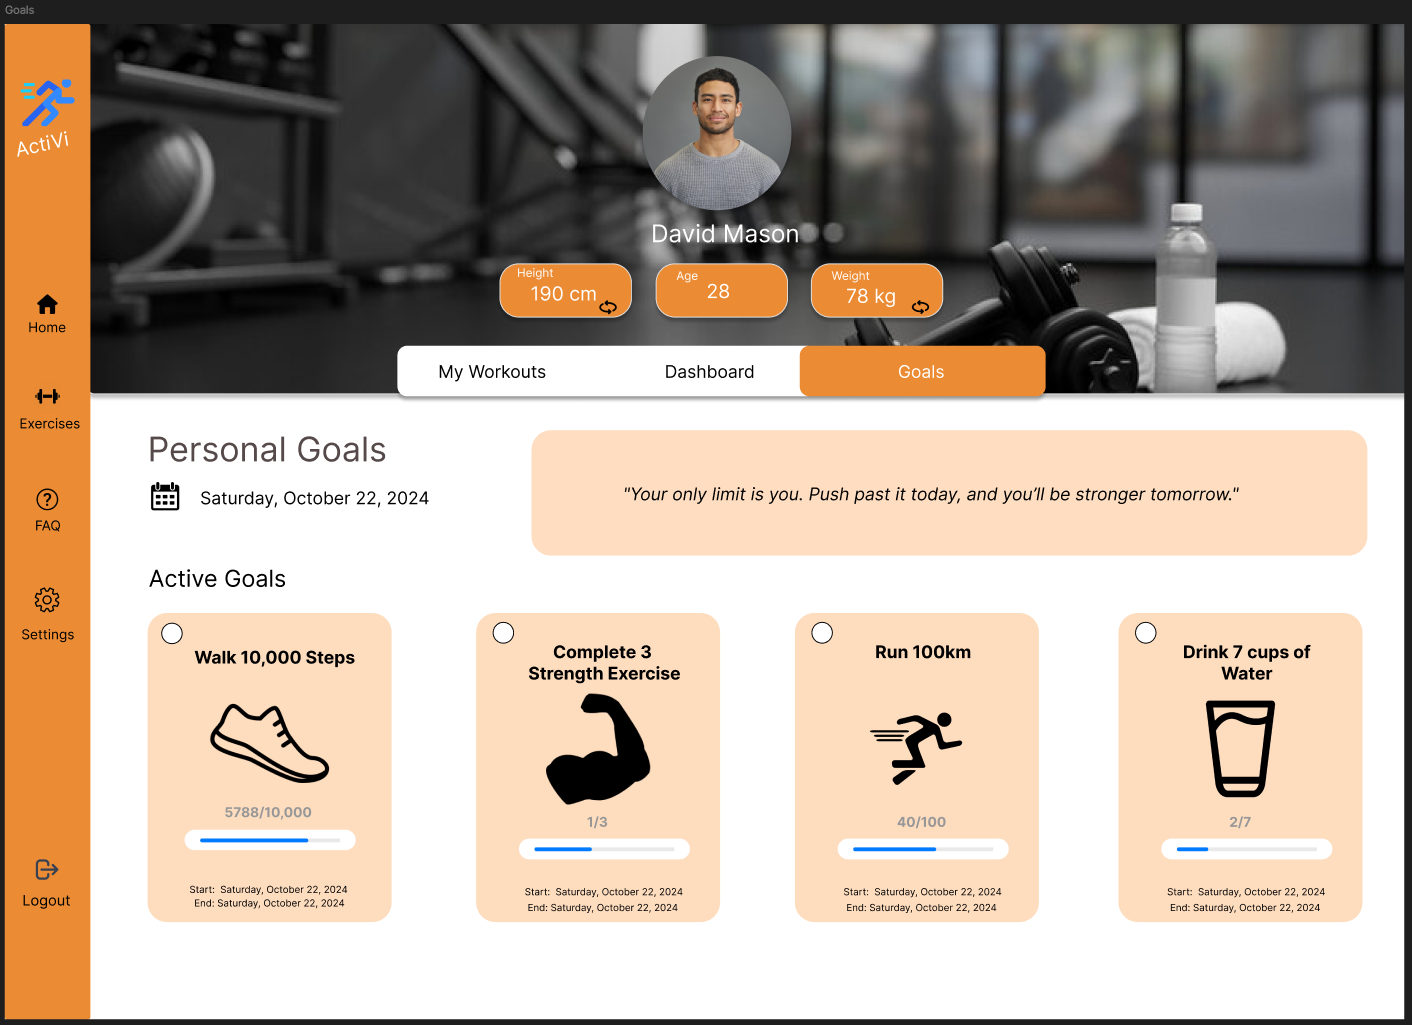 Goals
ActiVi
David Mason
Height
190 cm
Age
28
Weight
78 kg
My Workouts
Dashboard
Goals
Home
Exercises
FAQ
Settings
Logout
Personal Goals
Saturday, October 22, 2024
"Your only limit is you. Push past it today, and you’ll be stronger tomorrow."
Active Goals
Walk 10,000 Steps
5788/10,000
Start: Saturday, October 22, 2024
End: Saturday, October 22, 2024
Complete 3
Strength Exercise
1/3
Start: Saturday, October 22, 2024
End: Saturday, October 22, 2024
Run 100km
40/100
Start: Saturday, October 22, 2024
End: Saturday, October 22, 2024
Drink 7 cups of
Water
2/7
Start: Saturday, October 22, 2024
End: Saturday, October 22, 2024